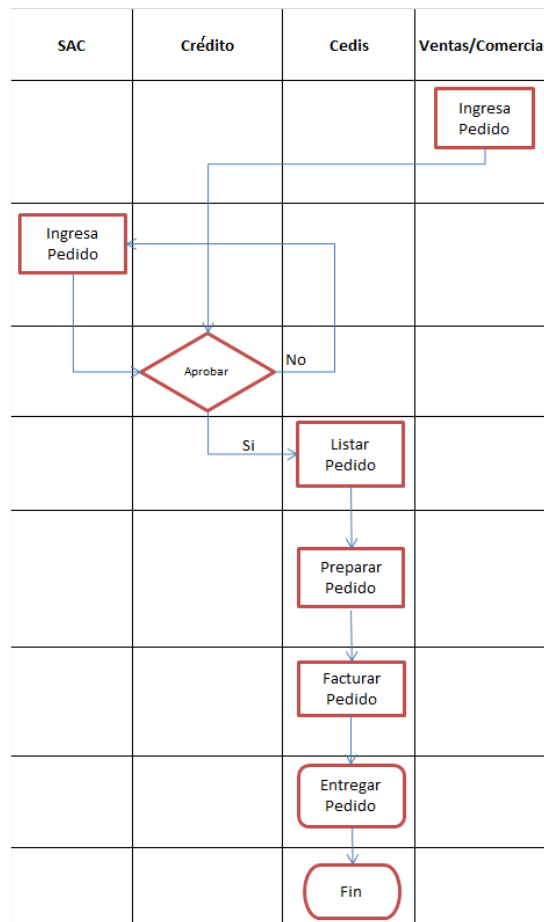 SAC
Crédito
Cedis
Ventas/Comercia
Ingresa
Pedido
Ingresa
Pedido
Aprobar
No
Si
Listar
Pedido
Preparar
Pedido
Facturar
Pedido
Entregar
Pedido
Fin